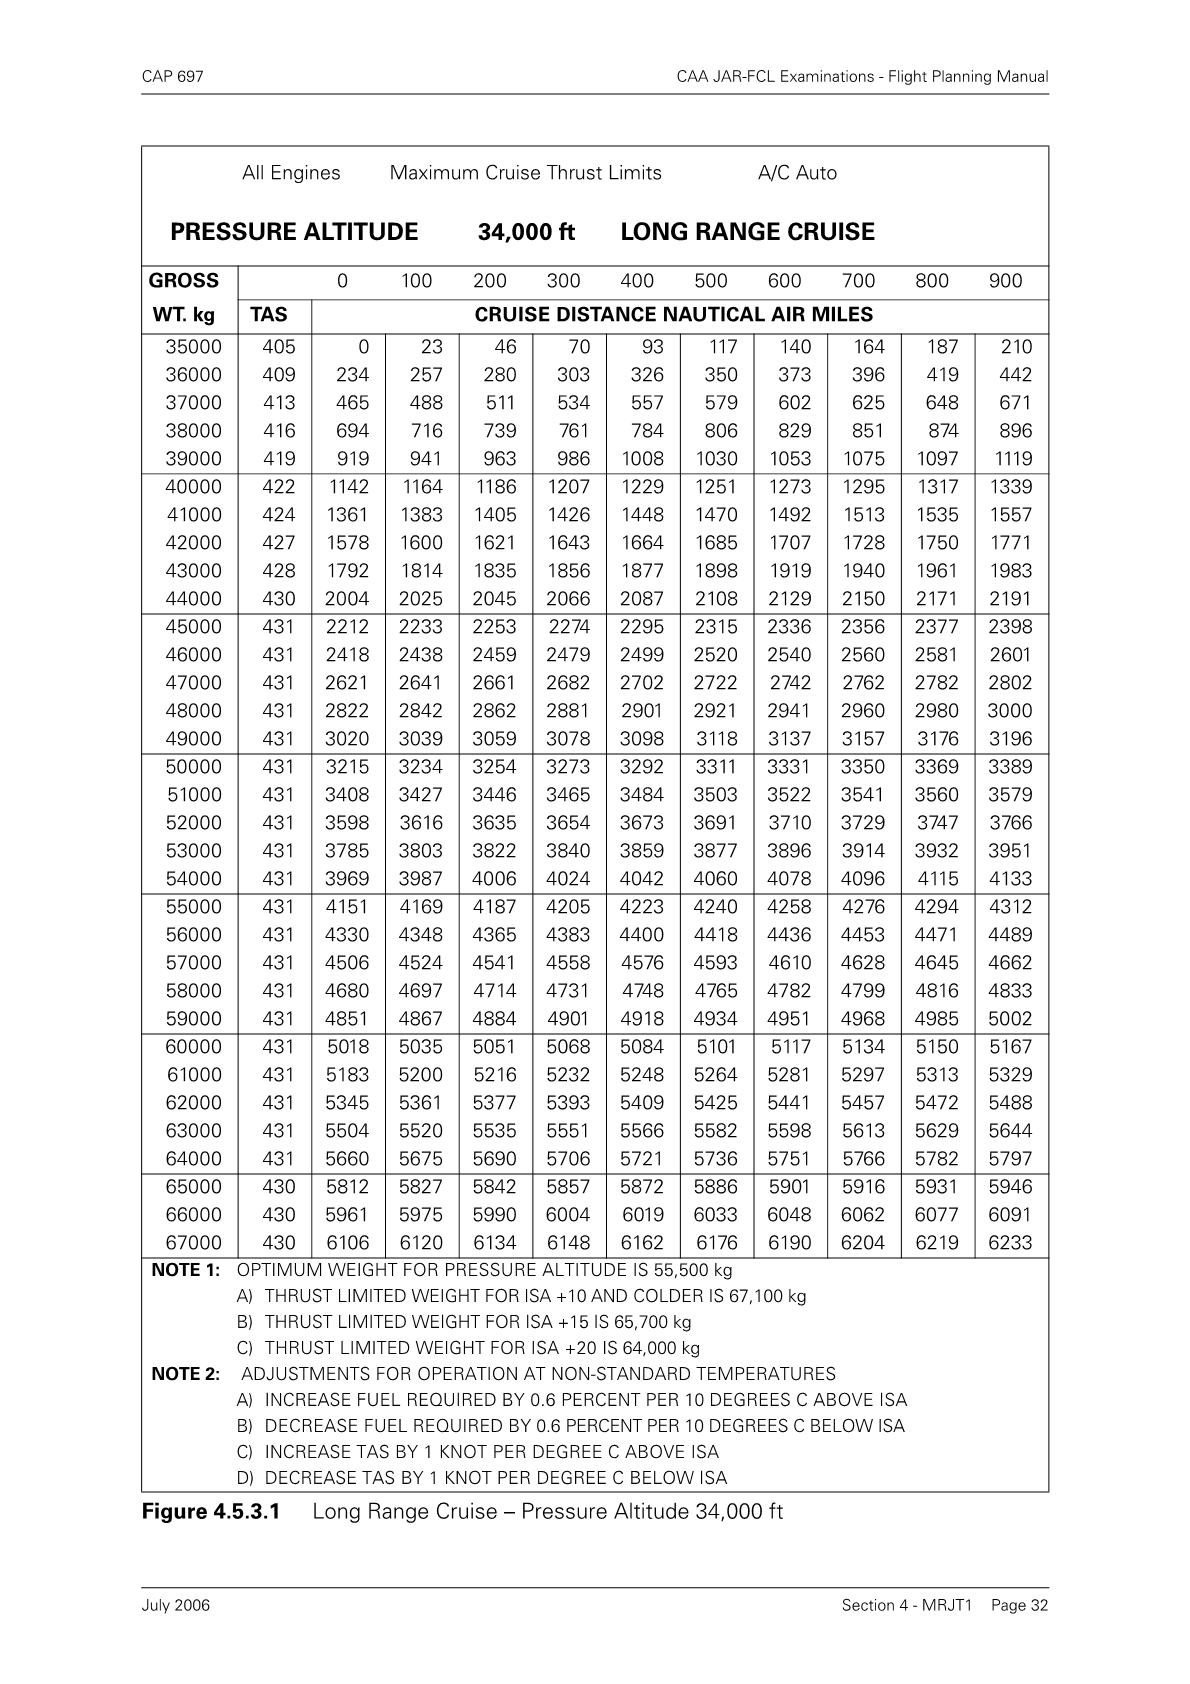 CAP 697 CAA JAR-FCL Examinations - Flight Planning Manual
All Engines Maximum Cruise Thrust Limits A/C Auto
PRESSURE ALTITUDE 34,000 ft LONG RANGE CRUISE
GROSS 0 100 200 300 400 500 600 700 800 900
WT. kg TAS CRUISE DISTANCE NAUTICAL AIR MILES
35000 405 0 23 46 70 93 117 140 164 187 210
36000 409 234 257 280 303 326 350 373 396 419 442
37000 413 465 488 511 534 557 579 602 625 648 671
38000 416 694 716 739 761 784 806 829 851 874 896
39000 419 919 941 963 986 1008 1030 1053 1075 1097 1119
40000 422 1142 1164 1186 1207 1229 1251 1273 1295 1317 1339
41000 424 1361 1383 1405 1426 1448 1470 1492 1513 1535 1557
42000 427 1578 1600 1621 1643 1664 1685 1707 1728 1750 1771
43000 428 1792 1814 1835 1856 1877 1898 1919 1940 1961 1983
44000 430 2004 2025 2045 2066 2087 2108 2129 2150 2171 2191
45000 431 2212 2233 2253 2274 2295 2315 2336 2356 2377 2398
46000 431 2418 2438 2459 2479 2499 2520 2540 2560 2581 2601
47000 431 2621 2641 2661 2682 2702 2722 2742 2762 2782 2802
48000 431 2822 2842 2862 2881 2901 2921 2941 2960 2980 3000
49000 431 3020 3039 3059 3078 3098 3118 3137 3157 3176 3196
50000 431 3215 3234 3254 3273 3292 3311 3331 3350 3369 3389
51000 431 3408 3427 3446 3465 3484 3503 3522 3541 3560 3579
52000 431 3598 3616 3635 3654 3673 3691 3710 3729 3747 3766
53000 431 3785 3803 3822 3840 3859 3877 3896 3914 3932 3951
54000 431 3969 3987 4006 4024 4042 4060 4078 4096 4115 4133
55000 431 4151 4169 4187 4205 4223 4240 4258 4276 4294 4312
56000 431 4330 4348 4365 4383 4400 4418 4436 4453 4471 4489
57000 431 4506 4524 4541 4558 4576 4593 4610 4628 4645 4662
58000 431 4680 4697 4714 4731 4748 4765 4782 4799 4816 4833
59000 431 4851 4867 4884 4901 4918 4934 4951 4968 4985 5002
60000 431 5018 5035 5051 5068 5084 5101 5117 5134 5150 5167
61000 431 5183 5200 5216 5232 5248 5264 5281 5297 5313 5329
62000 431 5345 5361 5377 5393 5409 5425 5441 5457 5472 5488
63000 431 5504 5520 5535 5551 5566 5582 5598 5613 5629 5644
64000 431 5660 5675 5690 5706 5721 5736 5751 5766 5782 5797
65000 430 5812 5827 5842 5857 5872 5886 5901 5916 5931 5946
66000 430 5961 5975 5990 6004 6019 6033 6048 6062 6077 6091
67000 430 6106 6120 6134 6148 6162 6176 6190 6204 6219 6233
NOTE 1: OPTIMUM WEIGHT FOR PRESSURE ALTITUDE IS 55,500 kg
A) THRUST LIMITED WEIGHT FOR ISA +10 AND COLDER IS 67,100 kg
B) THRUST LIMITED WEIGHT FOR ISA +15 IS 65,700 kg
C) THRUST LIMITED WEIGHT FOR ISA +20 IS 64,000 kg
NOTE 2: ADJUSTMENTS FOR OPERATION AT NON-STANDARD TEMPERATURES
A) INCREASE FUEL REQUIRED BY 0.6 PERCENT PER 10 DEGREES C ABOVE ISA
B) DECREASE FUEL REQUIRED BY 0.6 PERCENT PER 10 DEGREES C BELOW ISA
C) INCREASE TAS BY 1 KNOT PER DEGREE C ABOVE ISA
D) DECREASE TAS BY 1 KNOT PER DEGREE C BELOW ISA
Figure 4.5.3.1 Long Range Cruise – Pressure Altitude 34,000 ft
July 2006 Section 4 - MRJT1 Page 32